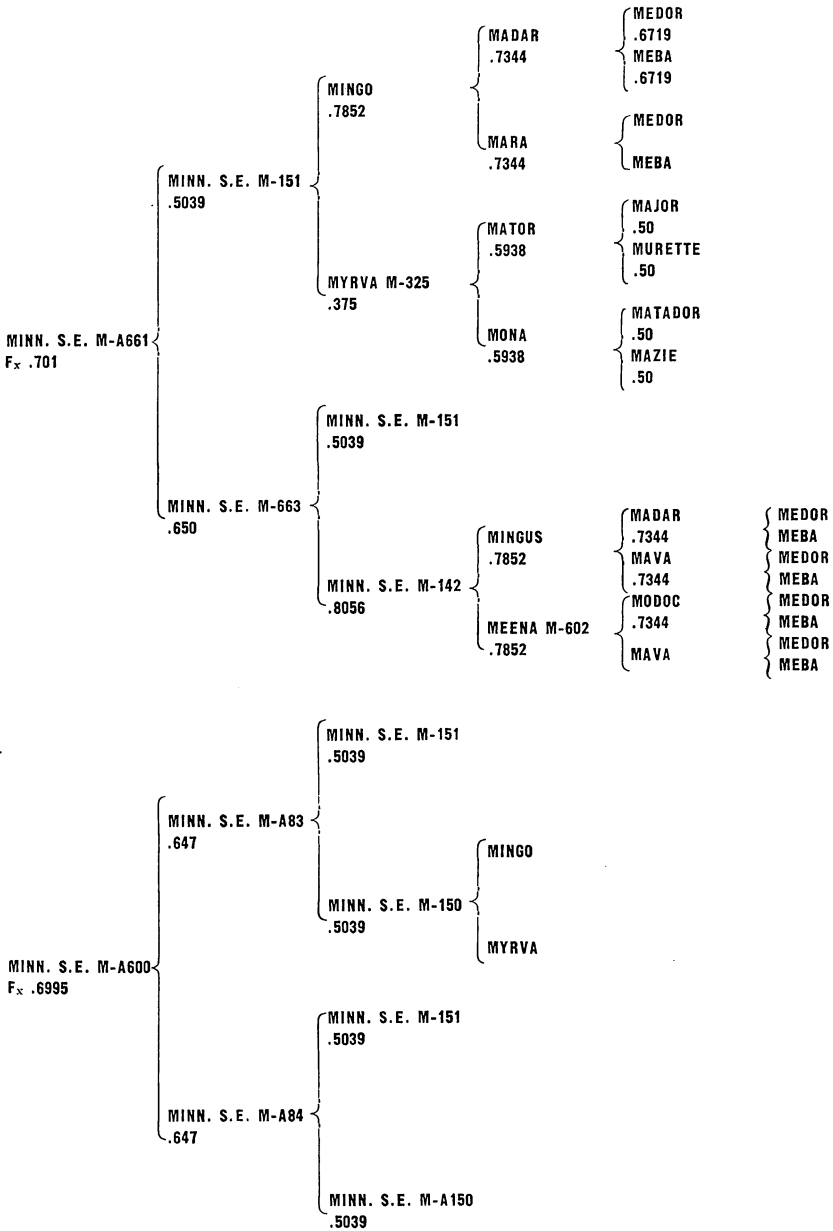 MEDOR
.6719
MEBA
.6719
MADAR
.7344
MINGO
.7852
MEDOR
MEBA
MARA
.7344
MINN. S.E. M-151
.5039
MAJOR
.50
MURETTE
.50
MATOR
.5938
MYRVA M-325
.375
MATADOR
.50
MAZIE
.50
MONA
.5938
MINN. S.E. M-A661
Fx .701
MINN. S.E. M-151
.5039
MINN. S.E. M-663
.650
MINGUS
.7852
MADAR
.7344
MAVA
.7344
MEDOR
MEBA
MEDOR
MEBA
MINN. S.E. M-142
.8056
MEENA M-602
.7852
MODOC
.7344
MAVA
MEDOR
MEBA
MEDOR
MEBA
MINN. S.E. M-151
.5039
MINN. S.E. M-A83
.647
MINGO
MINN. S.E. M-150
.5039
MYRVA
MINN. S.E. M-A600
Fx .6995
MINN. S.E. M-151
.5039
MINN. S.E. M-A84
.647
MINN. S.E. M-A150
.5039